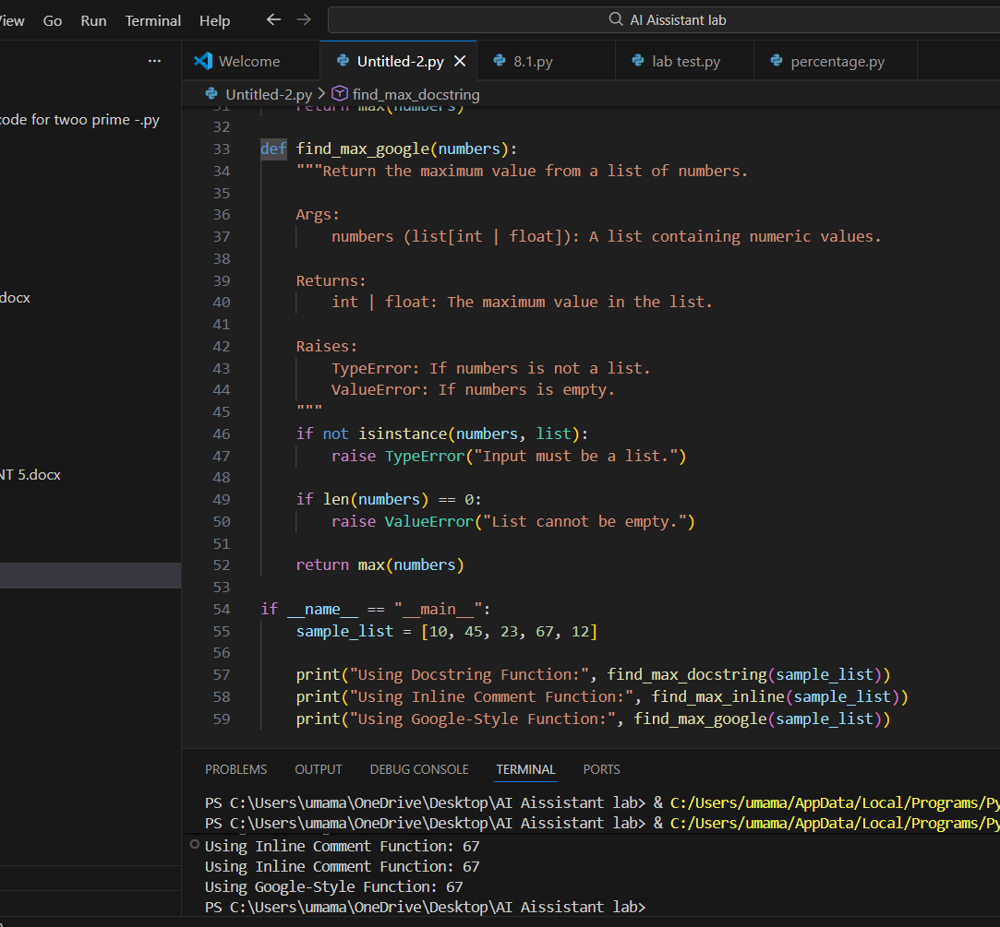 View Go Run Terminal Help
AI Aissistant lab
Welcome Untitled-2.py 8.1.py lab test.py percentage.py
Untitled-2.py > find_max_docstring
code for twoo prime -.py
.docx
NT 5.docx
31 return max(numbers)
32
33 def find_max_google(numbers):
34 """Return the maximum value from a list of numbers.
35
36 Args:
37 numbers (list[int | float]): A list containing numeric values.
38
39 Returns:
40 int | float: The maximum value in the list.
41
42 Raises:
43 TypeError: If numbers is not a list.
44 ValueError: If numbers is empty.
45 """
46 if not isinstance(numbers, list):
47 raise TypeError("Input must be a list.")
48
49 if len(numbers) == 0:
50 raise ValueError("List cannot be empty.")
51
52 return max(numbers)
53
54 if __name__ == "__main__":
55 sample_list = [10, 45, 23, 67, 12]
56
57 print("Using Docstring Function:", find_max_docstring(sample_list))
58 print("Using Inline Comment Function:", find_max_inline(sample_list))
59 print("Using Google-Style Function:", find_max_google(sample_list))
PROBLEMS OUTPUT DEBUG CONSOLE TERMINAL PORTS
PS C:\Users\umama\OneDrive\Desktop\AI Aissistant lab> & C:/Users/umama/AppData/Local/Programs/Py
PS C:\Users\umama\OneDrive\Desktop\AI Aissistant lab> & C:/Users/umama/AppData/Local/Programs/Py
Using Inline Comment Function: 67
Using Inline Comment Function: 67
Using Google-Style Function: 67
PS C:\Users\umama\OneDrive\Desktop\AI Aissistant lab>